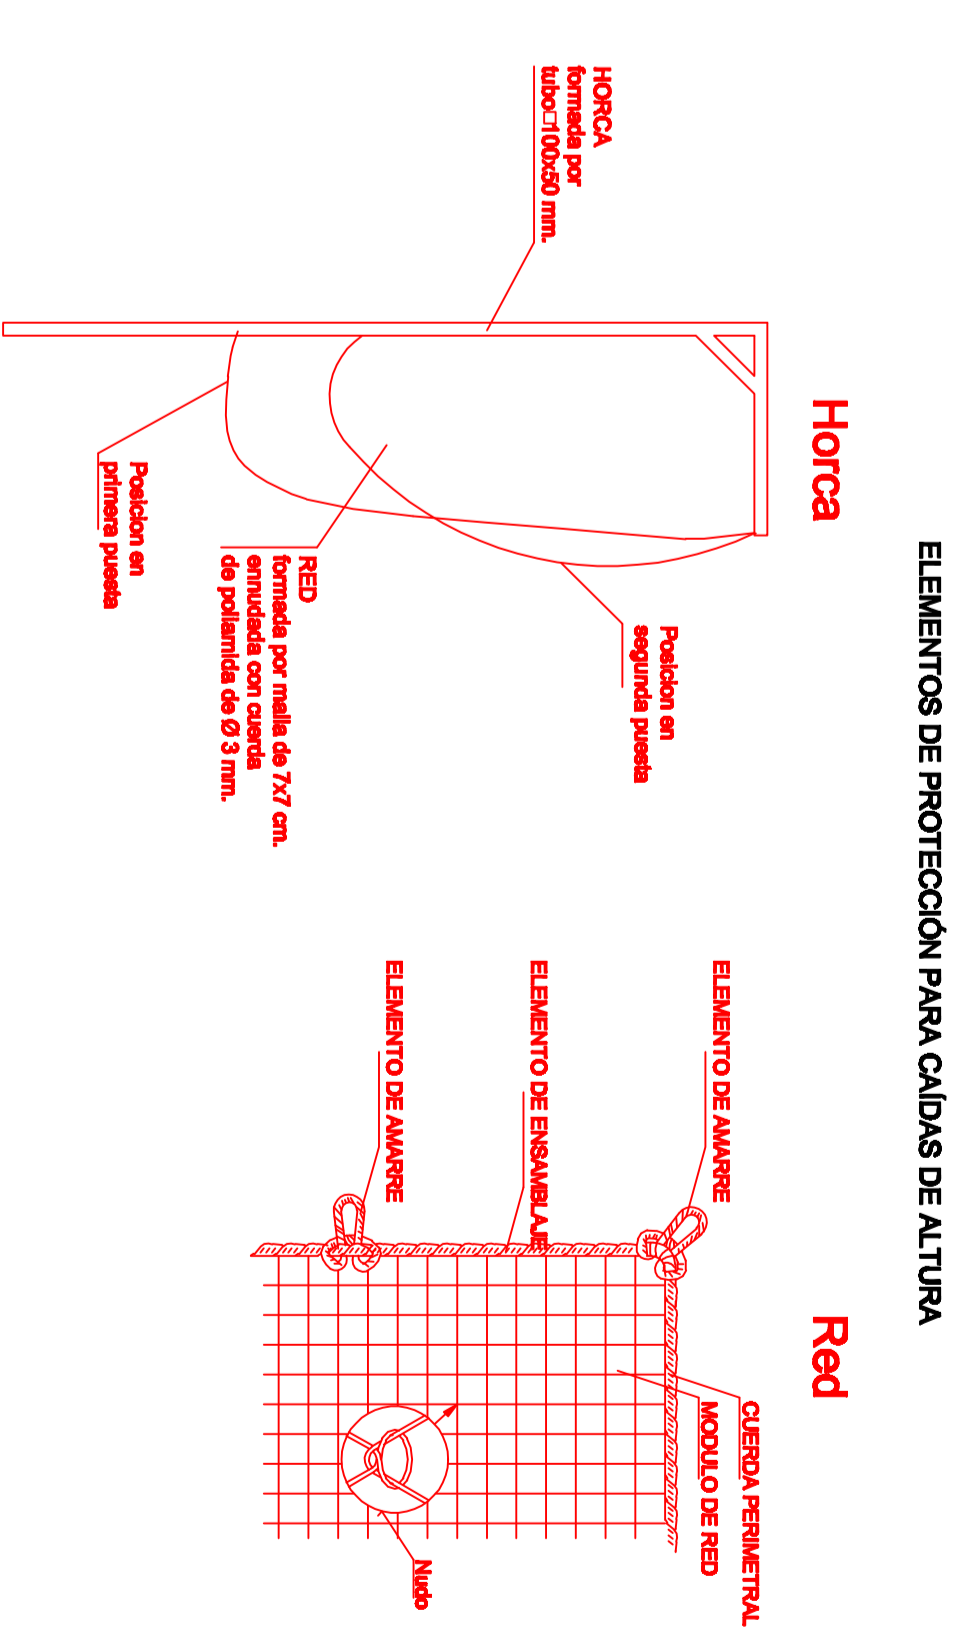 ELEMENTOS DE PROTECCIÓN PARA CAÍDAS DE ALTURA
Horca
HORCA
formada por
tubo□100x50 mm.
Posicion en
segunda puesta
RED
formada por malla de 7x7 cm.
ennudada con cuerda
de poliamida de Ø 3 mm.
Posicion en
primera puesta
Red
ELEMENTO DE AMARRE
CUERDA PERIMETRAL
MODULO DE RED
ELEMENTO DE ENSAMBLAJE
ELEMENTO DE AMARRE
Nudo